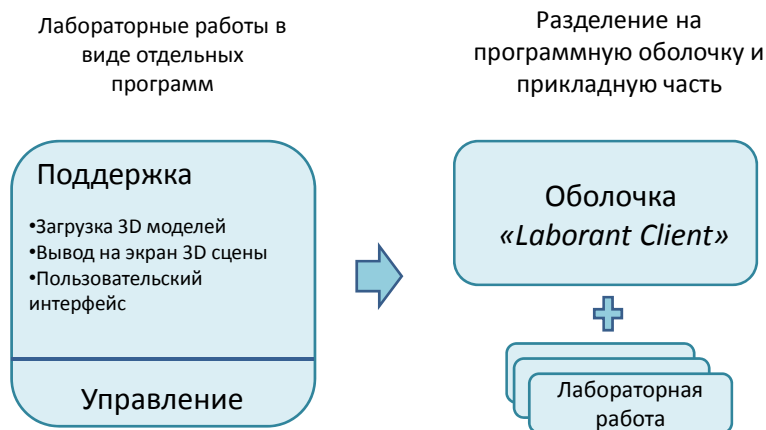 Лабораторные работы в
виде отдельных
программ
Разделение на
программную оболочку и
прикладную часть
Поддержка
•Загрузка 3D моделей
•Вывод на экран 3D сцены
•Пользовательский
интерфейс
Управление
Оболочка
«Laborant Client»
Лабораторная
работа